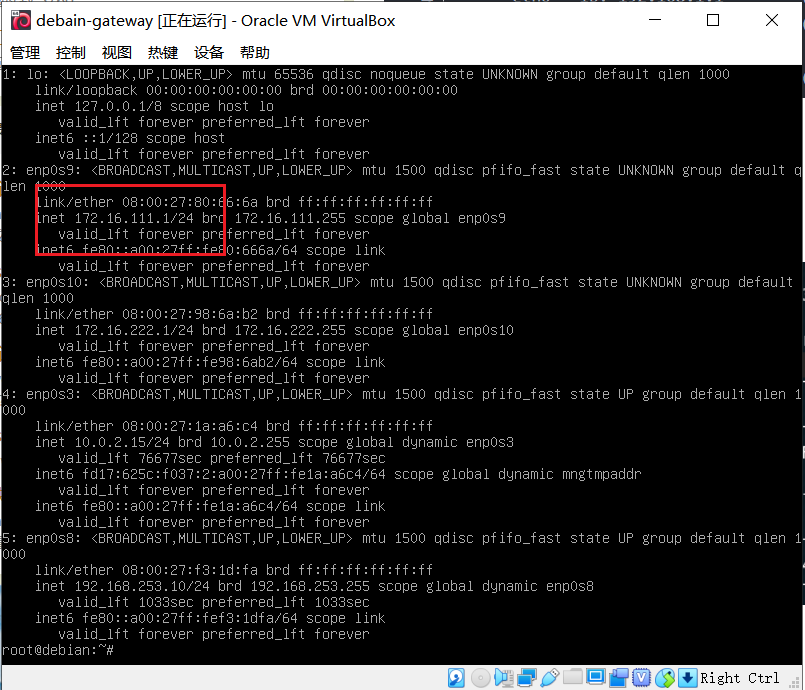 debain-gateway [正在运行] - Oracle VM VirtualBox
管理 控制 视图 热键 设备 帮助
1: lo: <LOOPBACK,UP,LOWER_UP> mtu 65536 qdisc noqueue state UNKNOWN group default qlen 1000
link/loopback 00:00:00:00:00:00 brd 00:00:00:00:00:00
inet 127.0.0.1/8 scope host lo
valid_lft forever preferred_lft forever
inet6 ::1/128 scope host
valid_lft forever preferred_lft forever
2: enp0s9: <BROADCAST,MULTICAST,UP,LOWER_UP> mtu 1500 qdisc pfifo_fast state UNKNOWN group default q
len 1000
link/ether 08:00:27:80:66:6a brd ff:ff:ff:ff:ff:ff
inet 172.16.111.1/24 brd 172.16.111.255 scope global enp0s9
valid_lft forever preferred_lft forever
inet6 fe80::a00:27ff:fe80:666a/64 scope link
valid_lft forever preferred_lft forever
3: enp0s10: <BROADCAST,MULTICAST,UP,LOWER_UP> mtu 1500 qdisc pfifo_fast state UNKNOWN group default
qlen 1000
link/ether 08:00:27:98:6a:b2 brd ff:ff:ff:ff:ff:ff
inet 172.16.222.1/24 brd 172.16.222.255 scope global enp0s10
valid_lft forever preferred_lft forever
inet6 fe80::a00:27ff:fe98:6ab2/64 scope link
valid_lft forever preferred_lft forever
4: enp0s3: <BROADCAST,MULTICAST,UP,LOWER_UP> mtu 1500 qdisc pfifo_fast state UP group default qlen 1
000
link/ether 08:00:27:1a:a6:c4 brd ff:ff:ff:ff:ff:ff
inet 10.0.2.15/24 brd 10.0.2.255 scope global dynamic enp0s3
valid_lft 76677sec preferred_lft 76677sec
inet6 fd17:625c:f037:2:a00:27ff:fe1a:a6c4/64 scope global dynamic mngtmpaddr
valid_lft forever preferred_lft forever
inet6 fe80::a00:27ff:fe1a:a6c4/64 scope link
valid_lft forever preferred_lft forever
5: enp0s8: <BROADCAST,MULTICAST,UP,LOWER_UP> mtu 1500 qdisc pfifo_fast state UP group default qlen 1
000
link/ether 08:00:27:f3:1d:fa brd ff:ff:ff:ff:ff:ff
inet 192.168.253.10/24 brd 192.168.253.255 scope global dynamic enp0s8
valid_lft 1033sec preferred_lft 1033sec
inet6 fe80::a00:27ff:fef3:1dfa/64 scope link
valid_lft forever preferred_lft forever
root@debian:~#
Right Ctrl